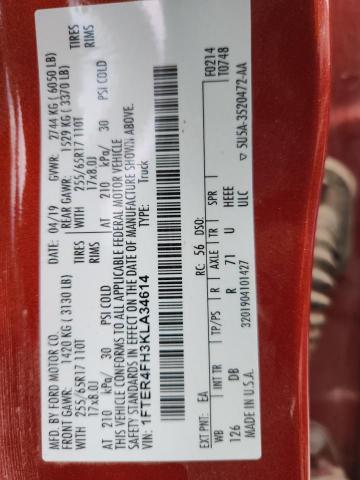 MFD. BY FORD MOTOR CO.
DATE: 04/19 GVWR: 2744 KG ( 6050 LB)
FRONT GAWR: 1420 KG ( 3130 LB) REAR GAWR: 1529 KG ( 3370 LB)
WITH 255/65R17 110T TIRES WITH 255/65R17 110T TIRES
17x8.0J RIMS 17x8.0J RIMS
AT 210 kPa/ 30 PSI COLD AT 210 kPa/ 30 PSI COLD
THIS VEHICLE CONFORMS TO ALL APPLICABLE FEDERAL MOTOR VEHICLE
SAFETY STANDARDS IN EFFECT ON THE DATE OF MANUFACTURE SHOWN ABOVE.
VIN: 1FTER4FH3KLA34614 TYPE: Truck
F0214
T0748
EXT PNT: EA RC: 56 DSO:
WB INT TR TP/PS R AXLE TR SPR
126 DB R 71 U HEEE
ULC
MADE IN U.S.A. 3201904101427 5U5A-3520472-AA